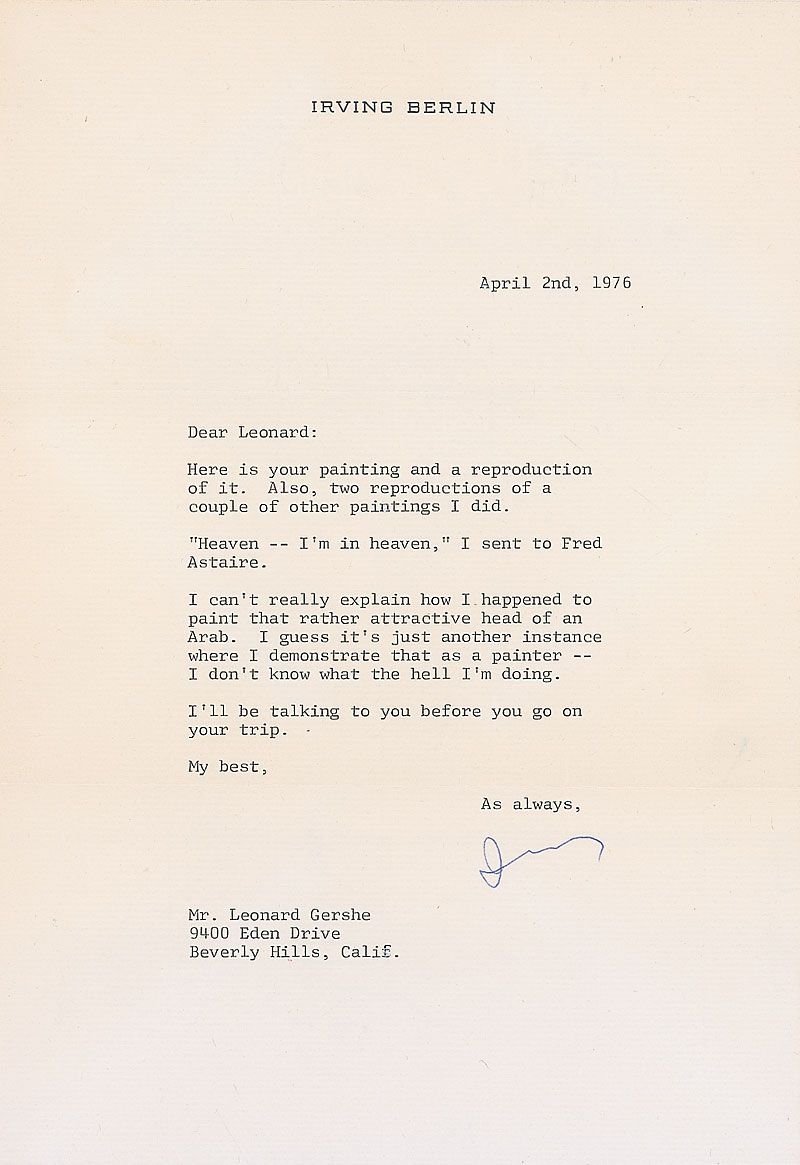 IRVING BERLIN
April 2nd, 1976
Dear Leonard:
Here is your painting and a reproduction
of it.  Also, two reproductions of a
couple of other paintings I did.
"Heaven -- I'm in heaven," I sent to Fred
Astaire.
I can't really explain how I happened to
paint that rather attractive head of an
Arab.  I guess it's just another instance
where I demonstrate that as a painter --
I don't know what the hell I'm doing.
I'll be talking to you before you go on
your trip.
My best,
As always,
Mr. Leonard Gershe
9400 Eden Drive
Beverly Hills, Calif.